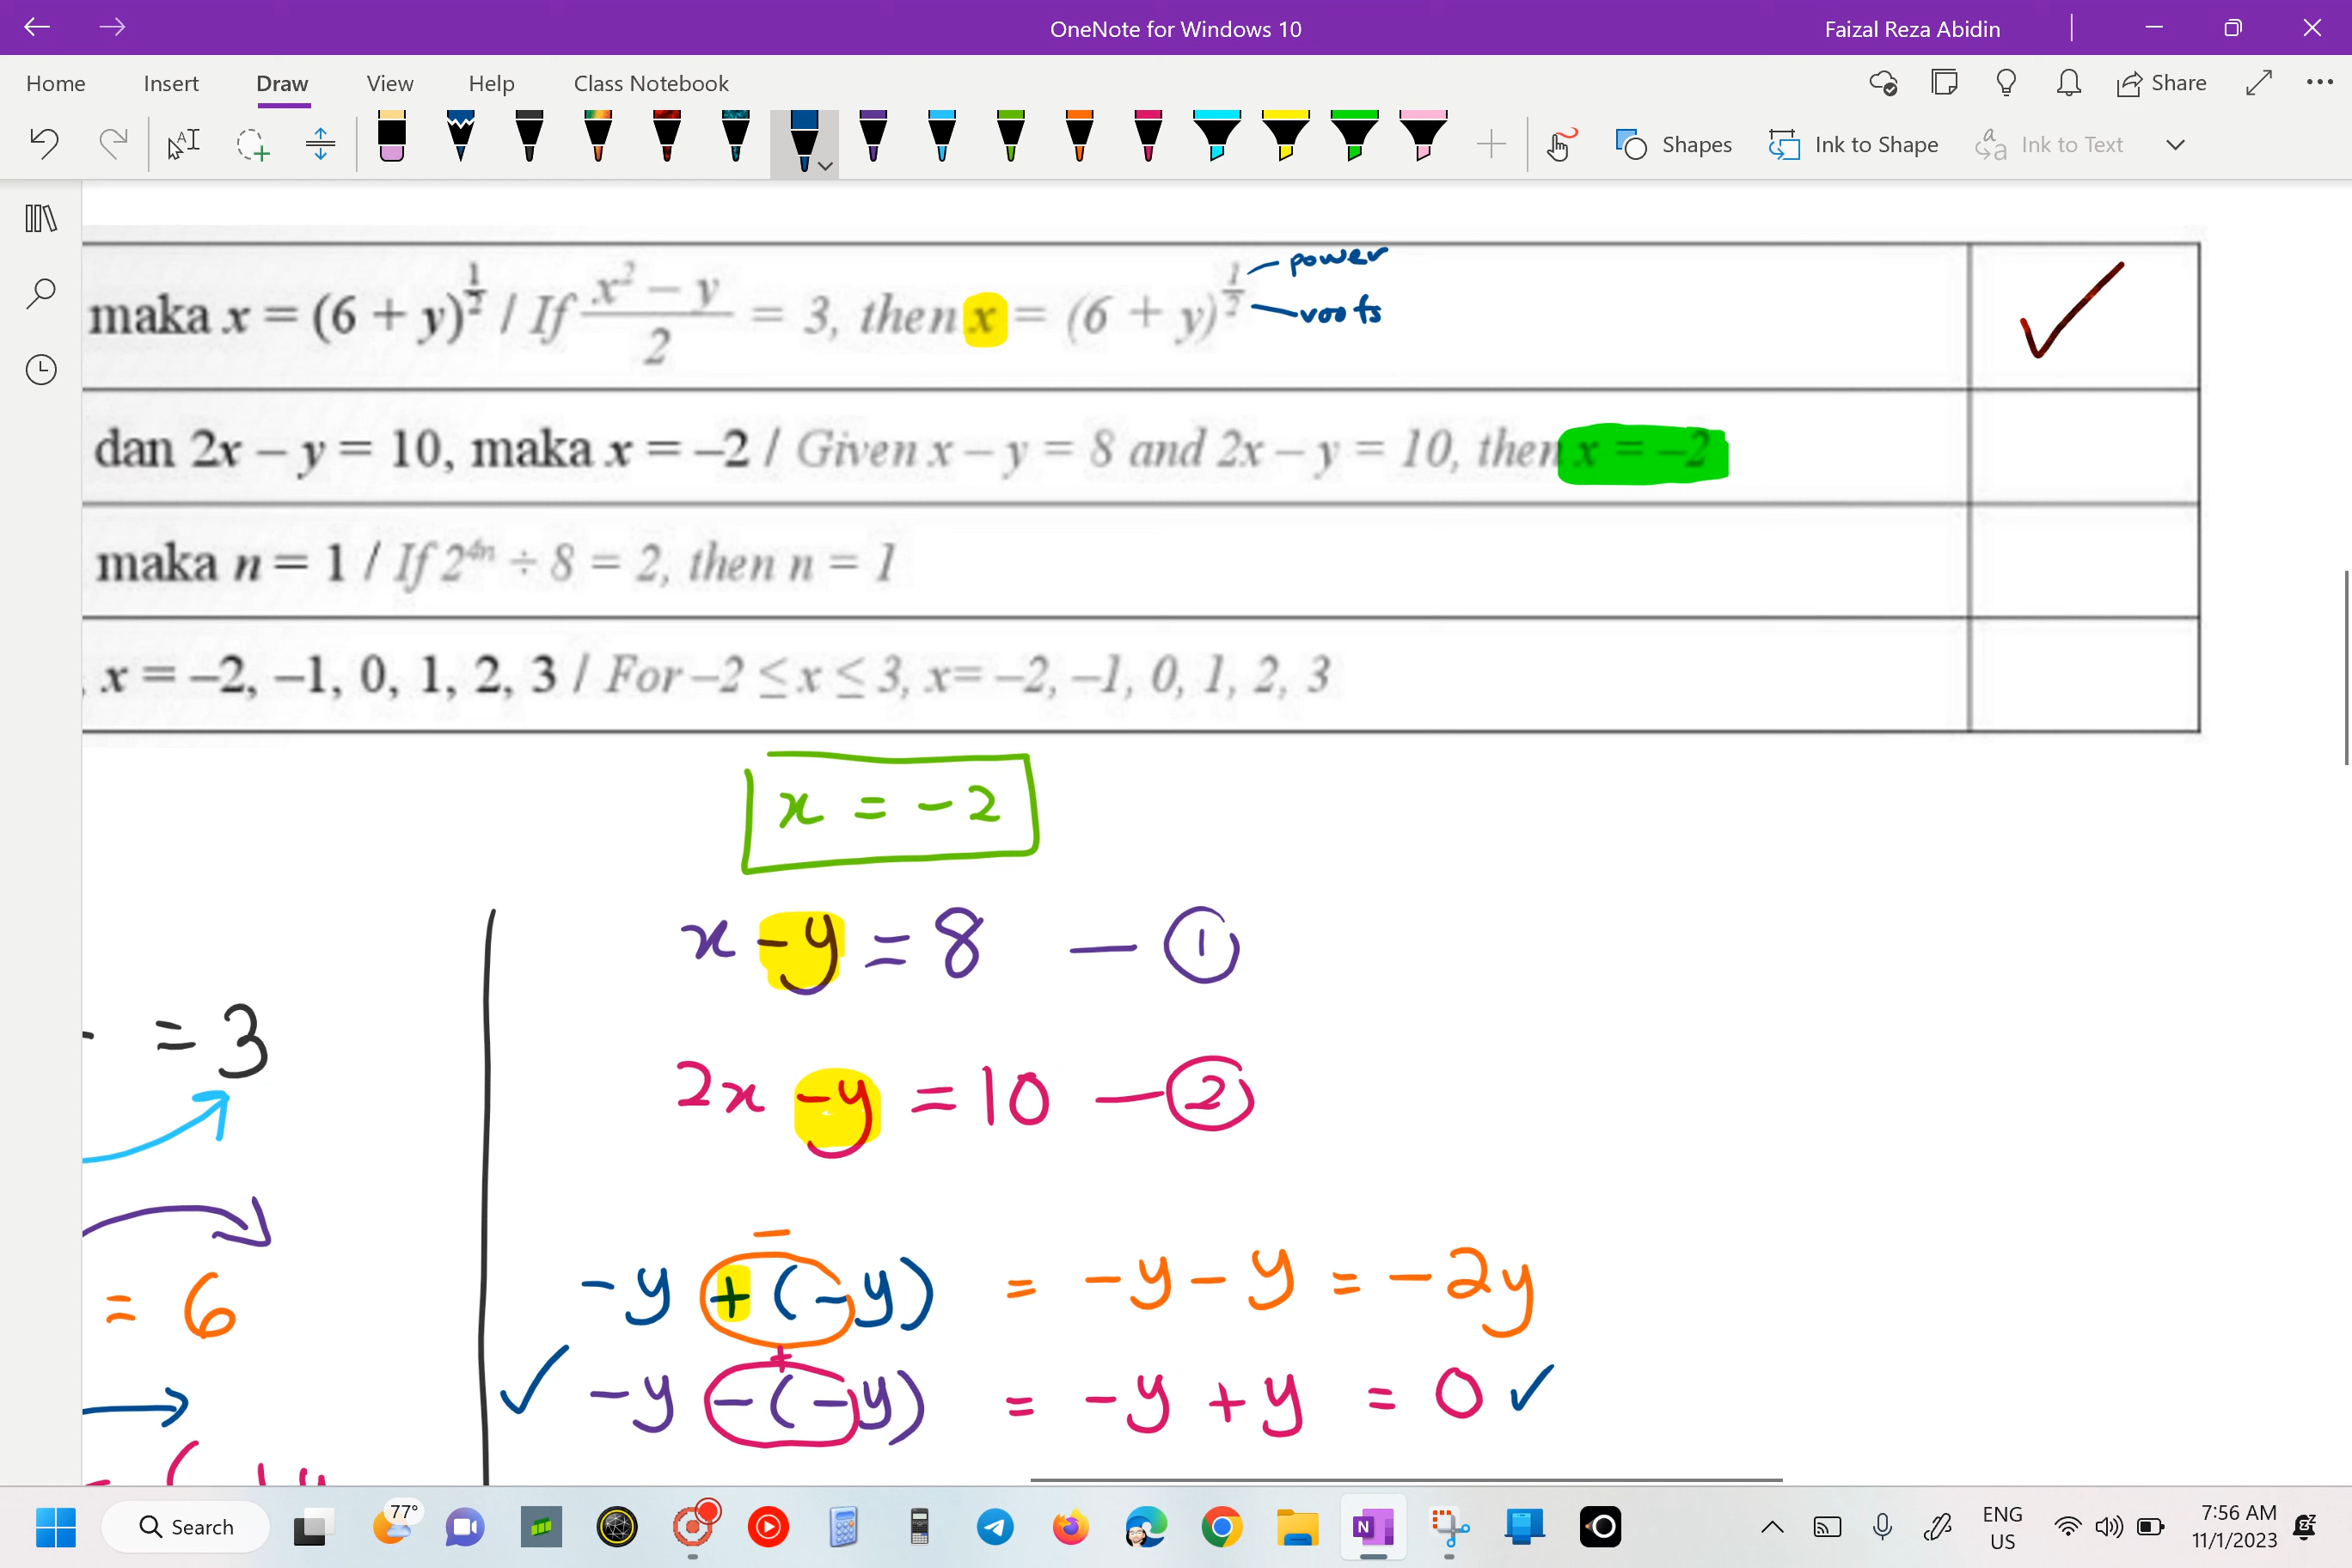 OneNote for Windows 10
Faizal Reza Abidin
Home Insert Draw View Help Class Notebook
Share
Shapes Ink to Shape Ink to Text
maka x = (6 + y)^{1/2} / If \frac{x² – y}{2} = 3, then x = (6 + y)^{1/2}
power
roots
dan 2x – y = 10, maka x = –2 / Given x – y = 8 and 2x – y = 10, then x = –2
maka n = 1 / If 2^{4n} ÷ 8 = 2, then n = 1
, x = –2, –1, 0, 1, 2, 3 / For –2 ≤ x ≤ 3, x= –2, –1, 0, 1, 2, 3
x = -2
x - y = 8 — ①
= 3
2x - y = 10 — ②
–
-y + (-y) = -y - y = -2y
= 6
+
✓ -y - (-y) = -y + y = 0 ✓
77°
Search
ENG
US
7:56 AM
11/1/2023